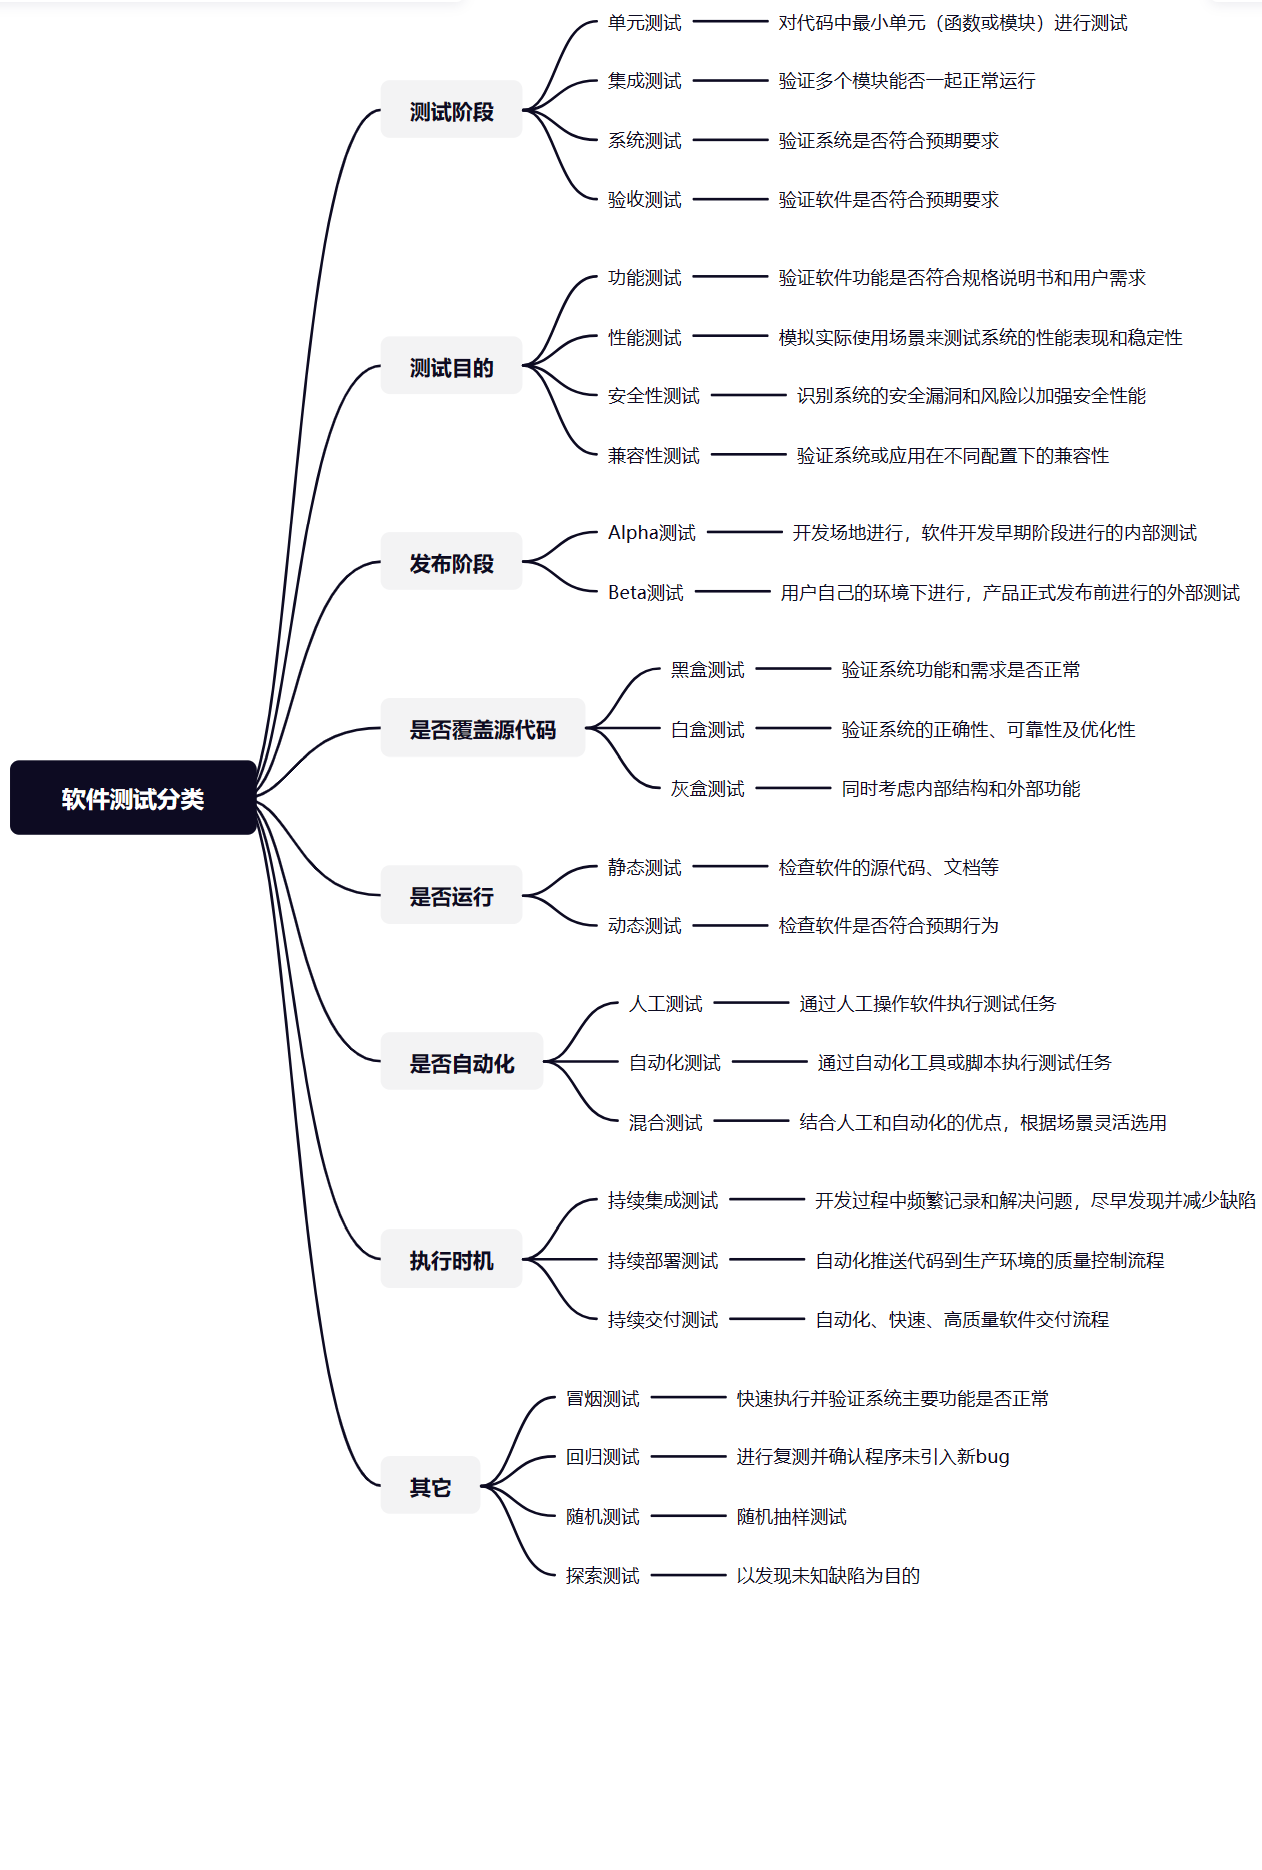 软件测试分类
测试阶段
单元测试
对代码中最小单元（函数或模块）进行测试
集成测试
验证多个模块能否一起正常运行
系统测试
验证系统是否符合预期要求
验收测试
验证软件是否符合预期要求
测试目的
功能测试
验证软件功能是否符合规格说明书和用户需求
性能测试
模拟实际使用场景来测试系统的性能表现和稳定性
安全性测试
识别系统的安全漏洞和风险以加强安全性能
兼容性测试
验证系统或应用在不同配置下的兼容性
发布阶段
Alpha测试
开发场地进行，软件开发早期阶段进行的内部测试
Beta测试
用户自己的环境下进行，产品正式发布前进行的外部测试
是否覆盖源代码
黑盒测试
验证系统功能和需求是否正常
白盒测试
验证系统的正确性、可靠性及优化性
灰盒测试
同时考虑内部结构和外部功能
是否运行
静态测试
检查软件的源代码、文档等
动态测试
检查软件是否符合预期行为
是否自动化
人工测试
通过人工操作软件执行测试任务
自动化测试
通过自动化工具或脚本执行测试任务
混合测试
结合人工和自动化的优点，根据场景灵活选用
执行时机
持续集成测试
开发过程中频繁记录和解决问题，尽早发现并减少缺陷
持续部署测试
自动化推送代码到生产环境的质量控制流程
持续交付测试
自动化、快速、高质量软件交付流程
其它
冒烟测试
快速执行并验证系统主要功能是否正常
回归测试
进行复测并确认程序未引入新bug
随机测试
随机抽样测试
探索测试
以发现未知缺陷为目的